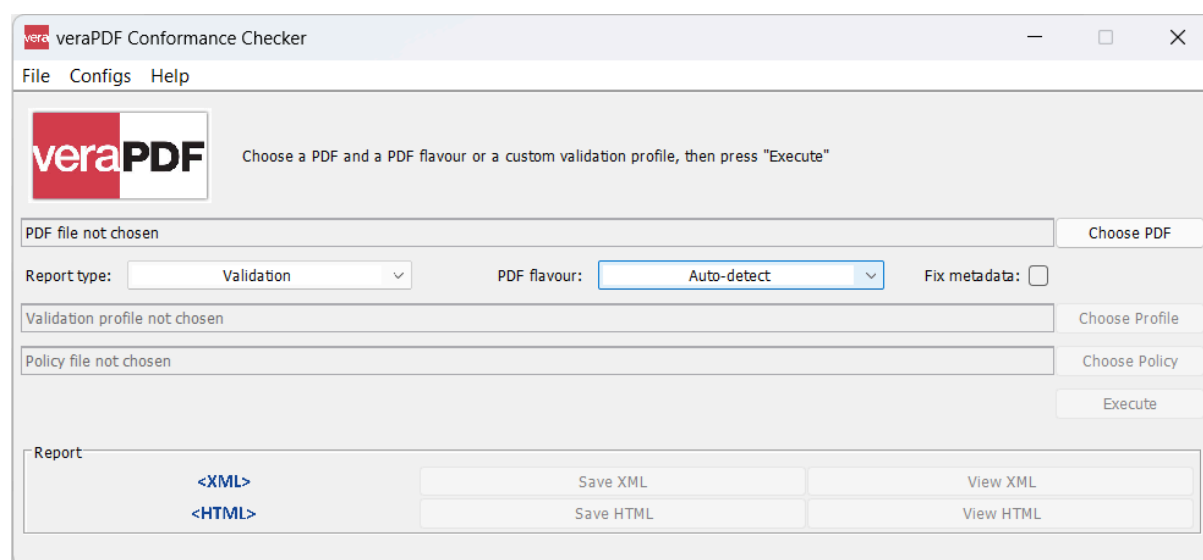 vera veraPDF Conformance Checker
File Configs Help
veraPDF
Choose a PDF and a PDF flavour or a custom validation profile, then press "Execute"
PDF file not chosen Choose PDF
Report type: Validation PDF flavour: Auto-detect Fix metadata:
Validation profile not chosen Choose Profile
Policy file not chosen Choose Policy
Execute
Report
<XML> Save XML View XML
<HTML> Save HTML View HTML